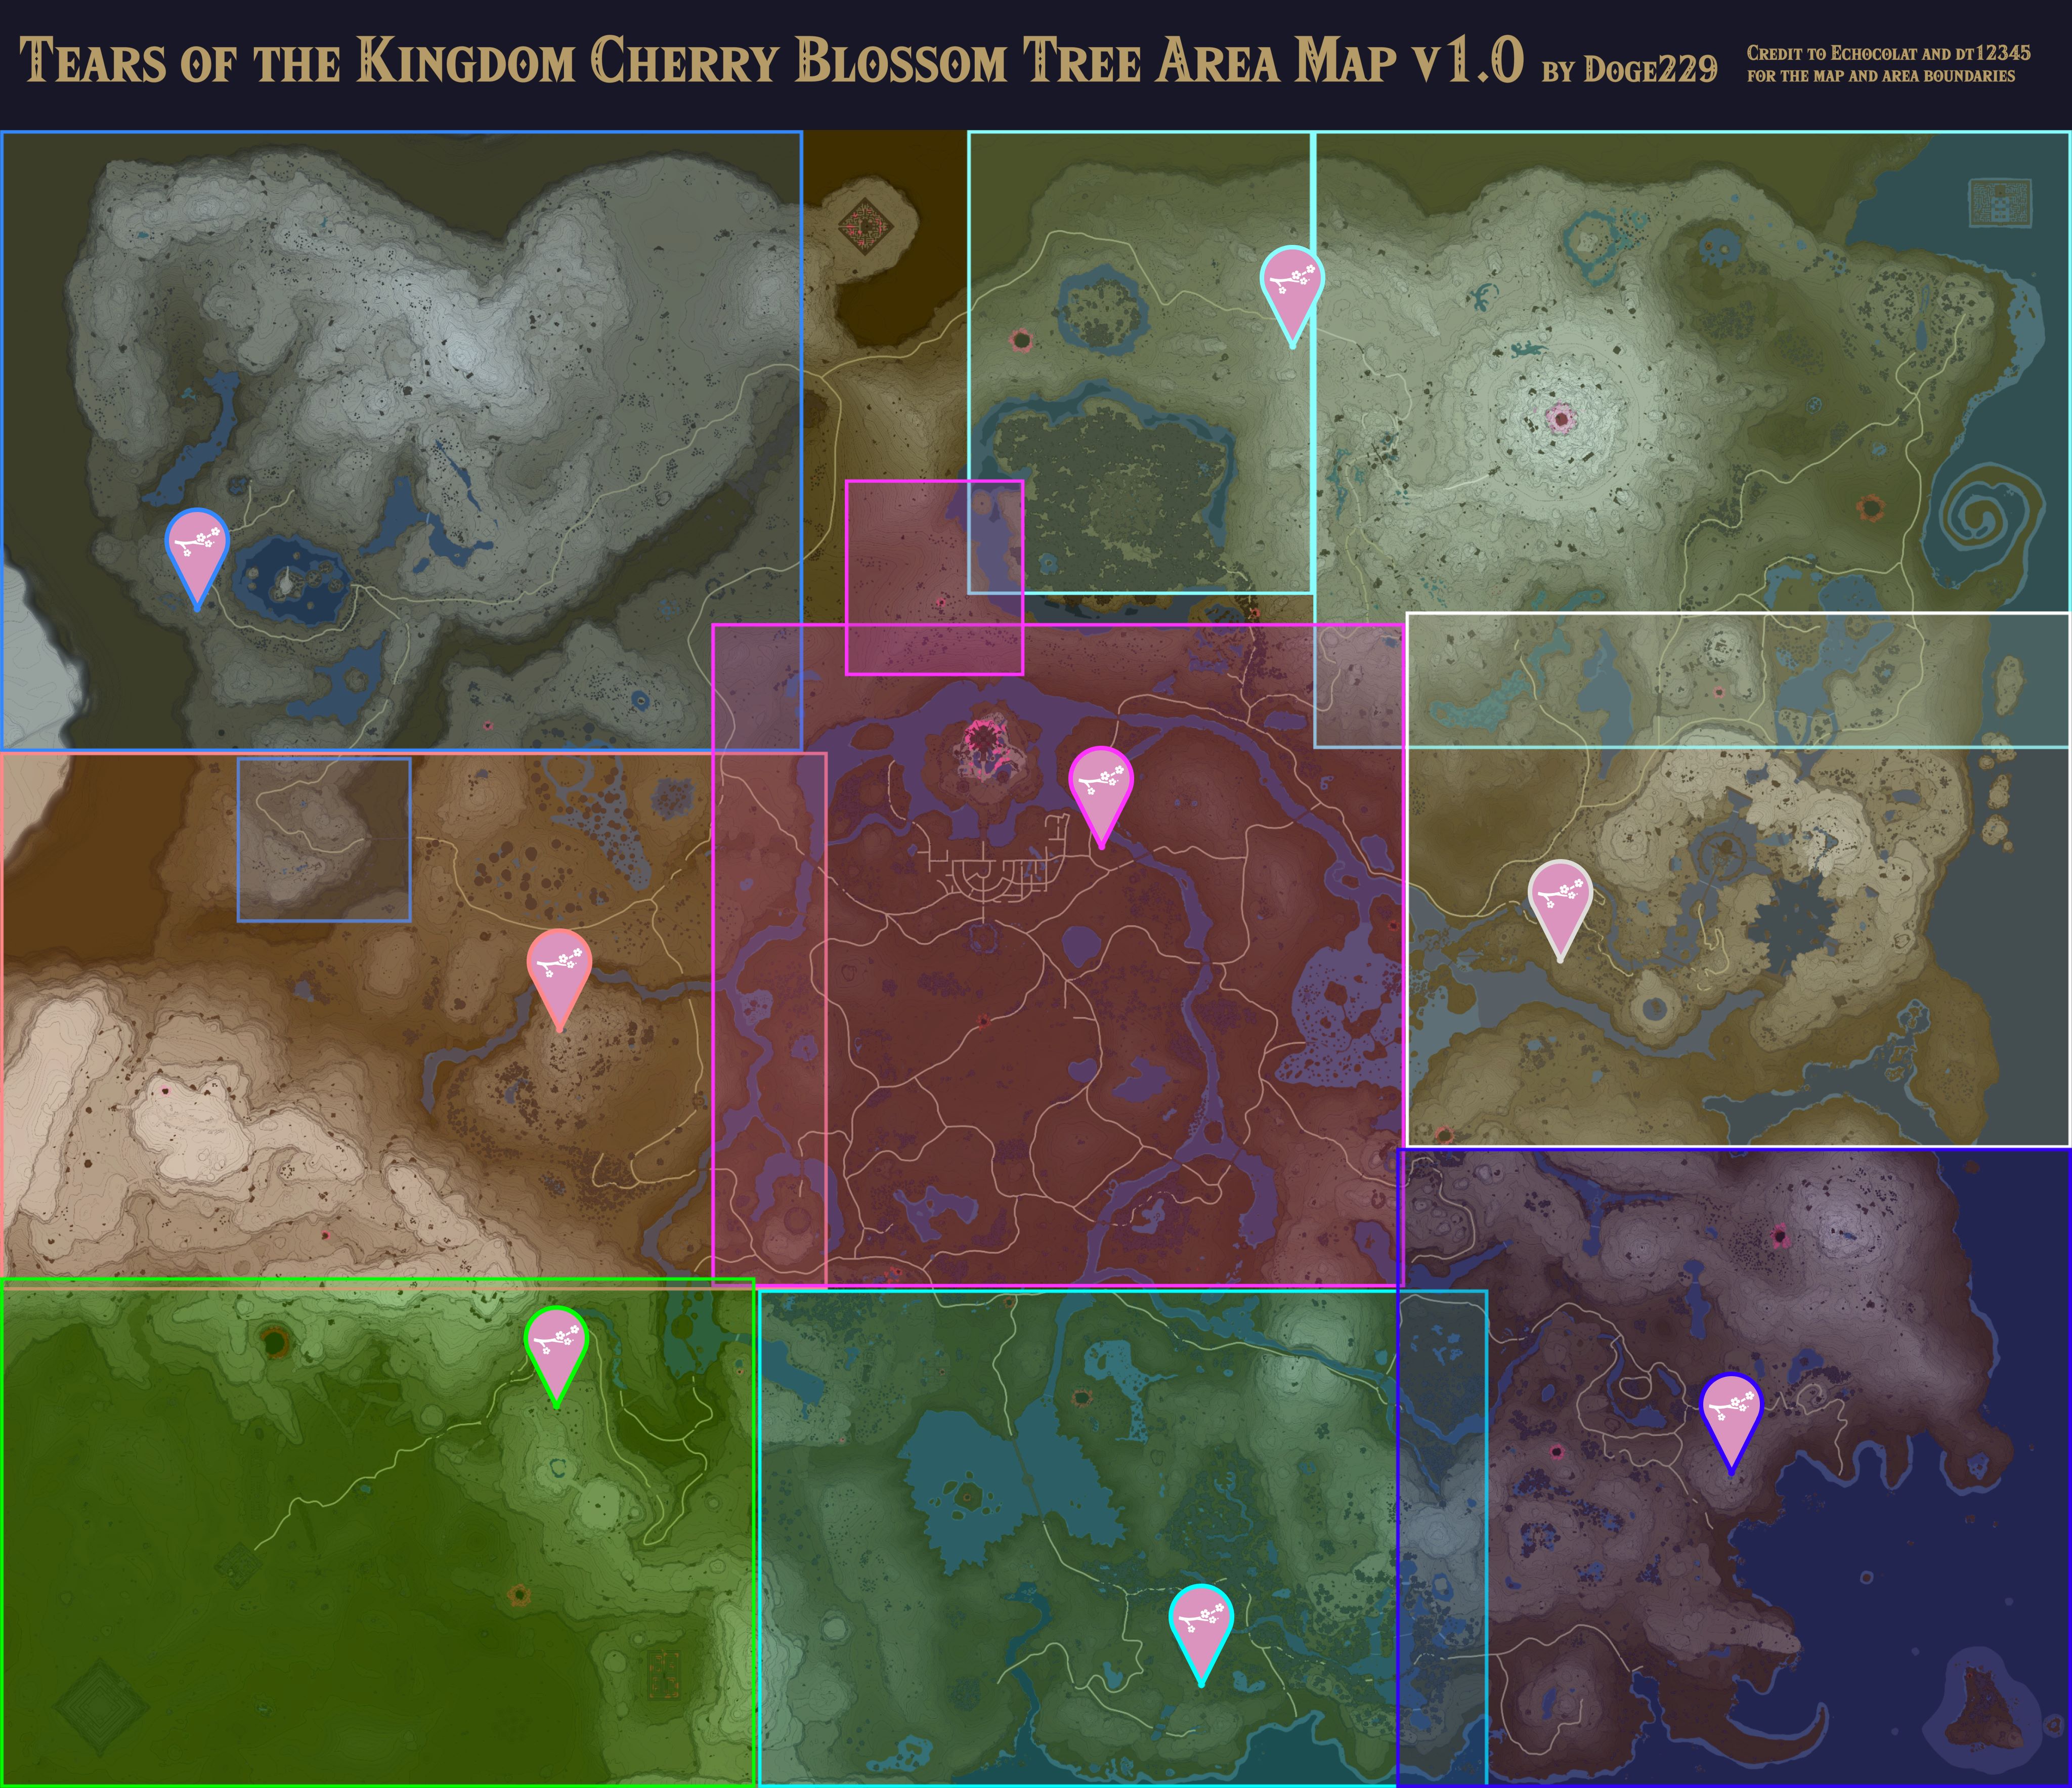 Tears of the Kingdom Cherry Blossom Tree Area Map v1.0 by Doge229
Credit to Echocolat and dt12345
for the map and area boundaries